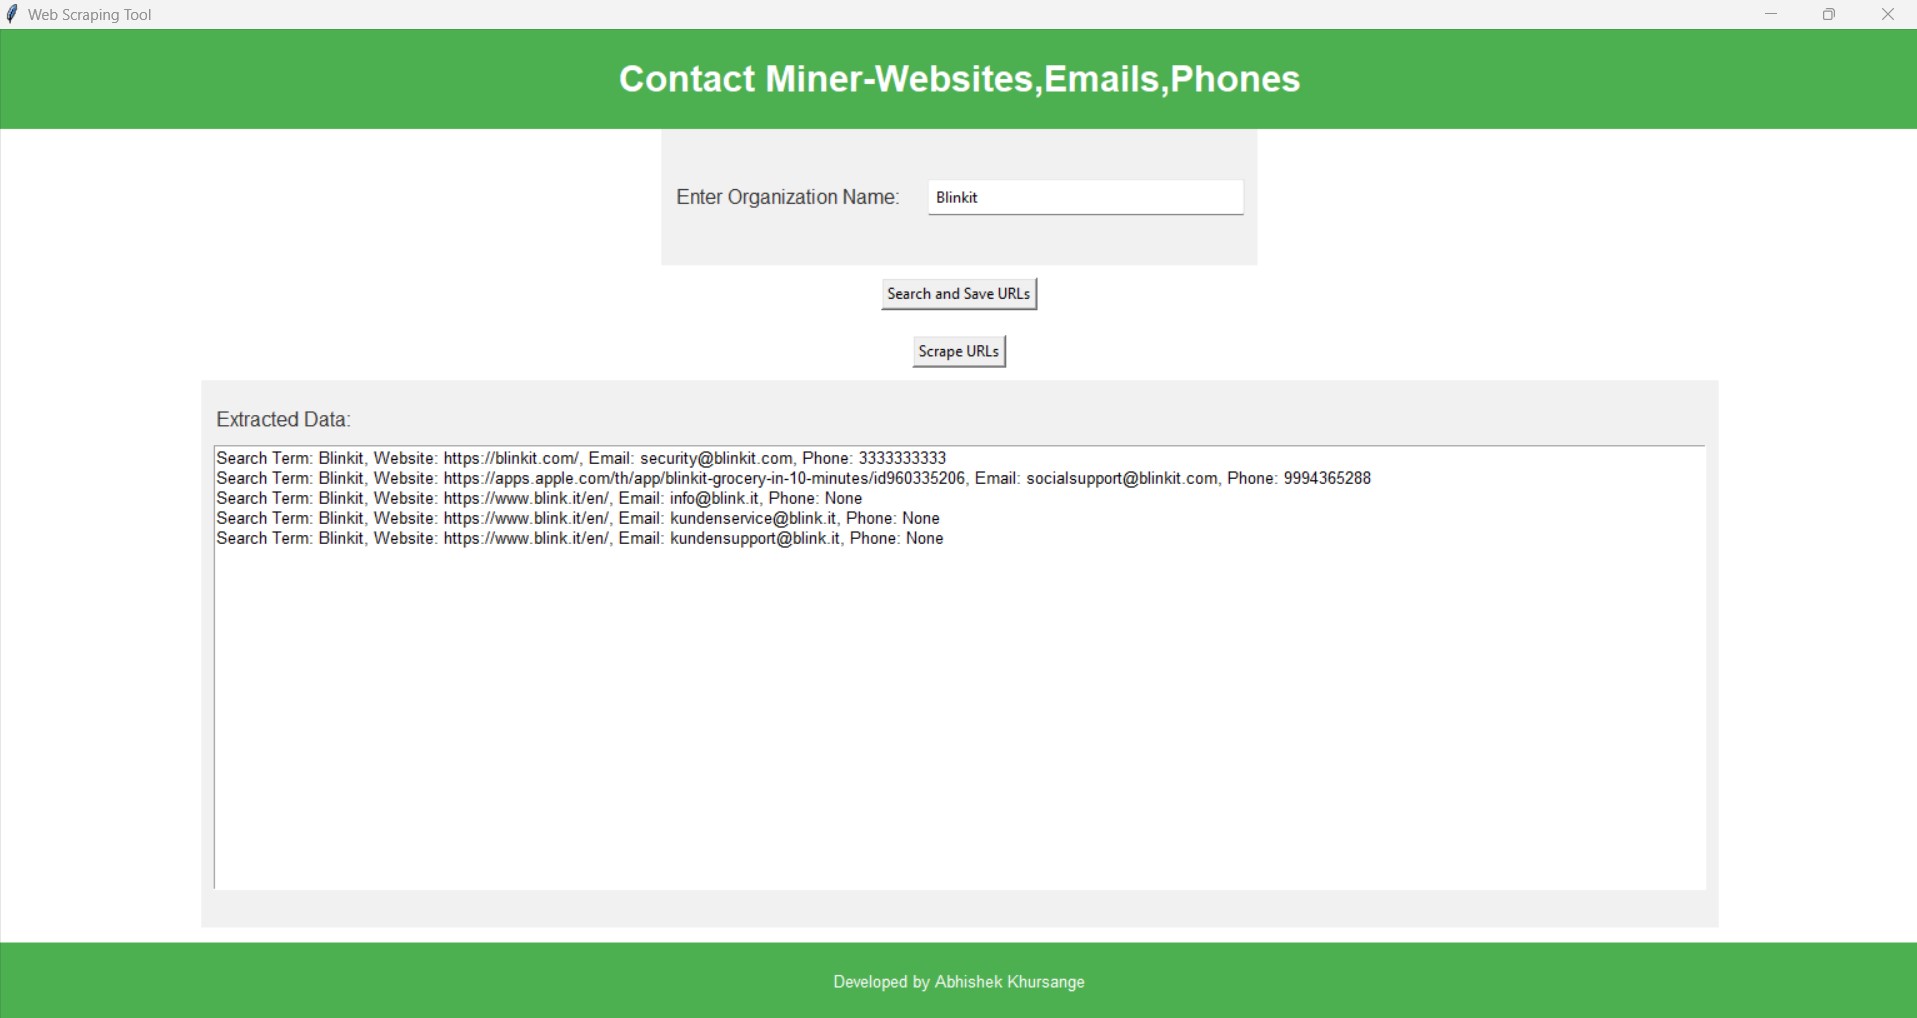 Web Scraping Tool
Contact Miner-Websites,Emails,Phones
Enter Organization Name: Blinkit
Search and Save URLs
Scrape URLs
Extracted Data:
Search Term: Blinkit, Website: https://blinkit.com/, Email: security@blinkit.com, Phone: 3333333333
Search Term: Blinkit, Website: https://apps.apple.com/th/app/blinkit-grocery-in-10-minutes/id960335206, Email: socialsupport@blinkit.com, Phone: 9994365288
Search Term: Blinkit, Website: https://www.blink.it/en/, Email: info@blink.it, Phone: None
Search Term: Blinkit, Website: https://www.blink.it/en/, Email: kundenservice@blink.it, Phone: None
Search Term: Blinkit, Website: https://www.blink.it/en/, Email: kundensupport@blink.it, Phone: None
Developed by Abhishek Khursange